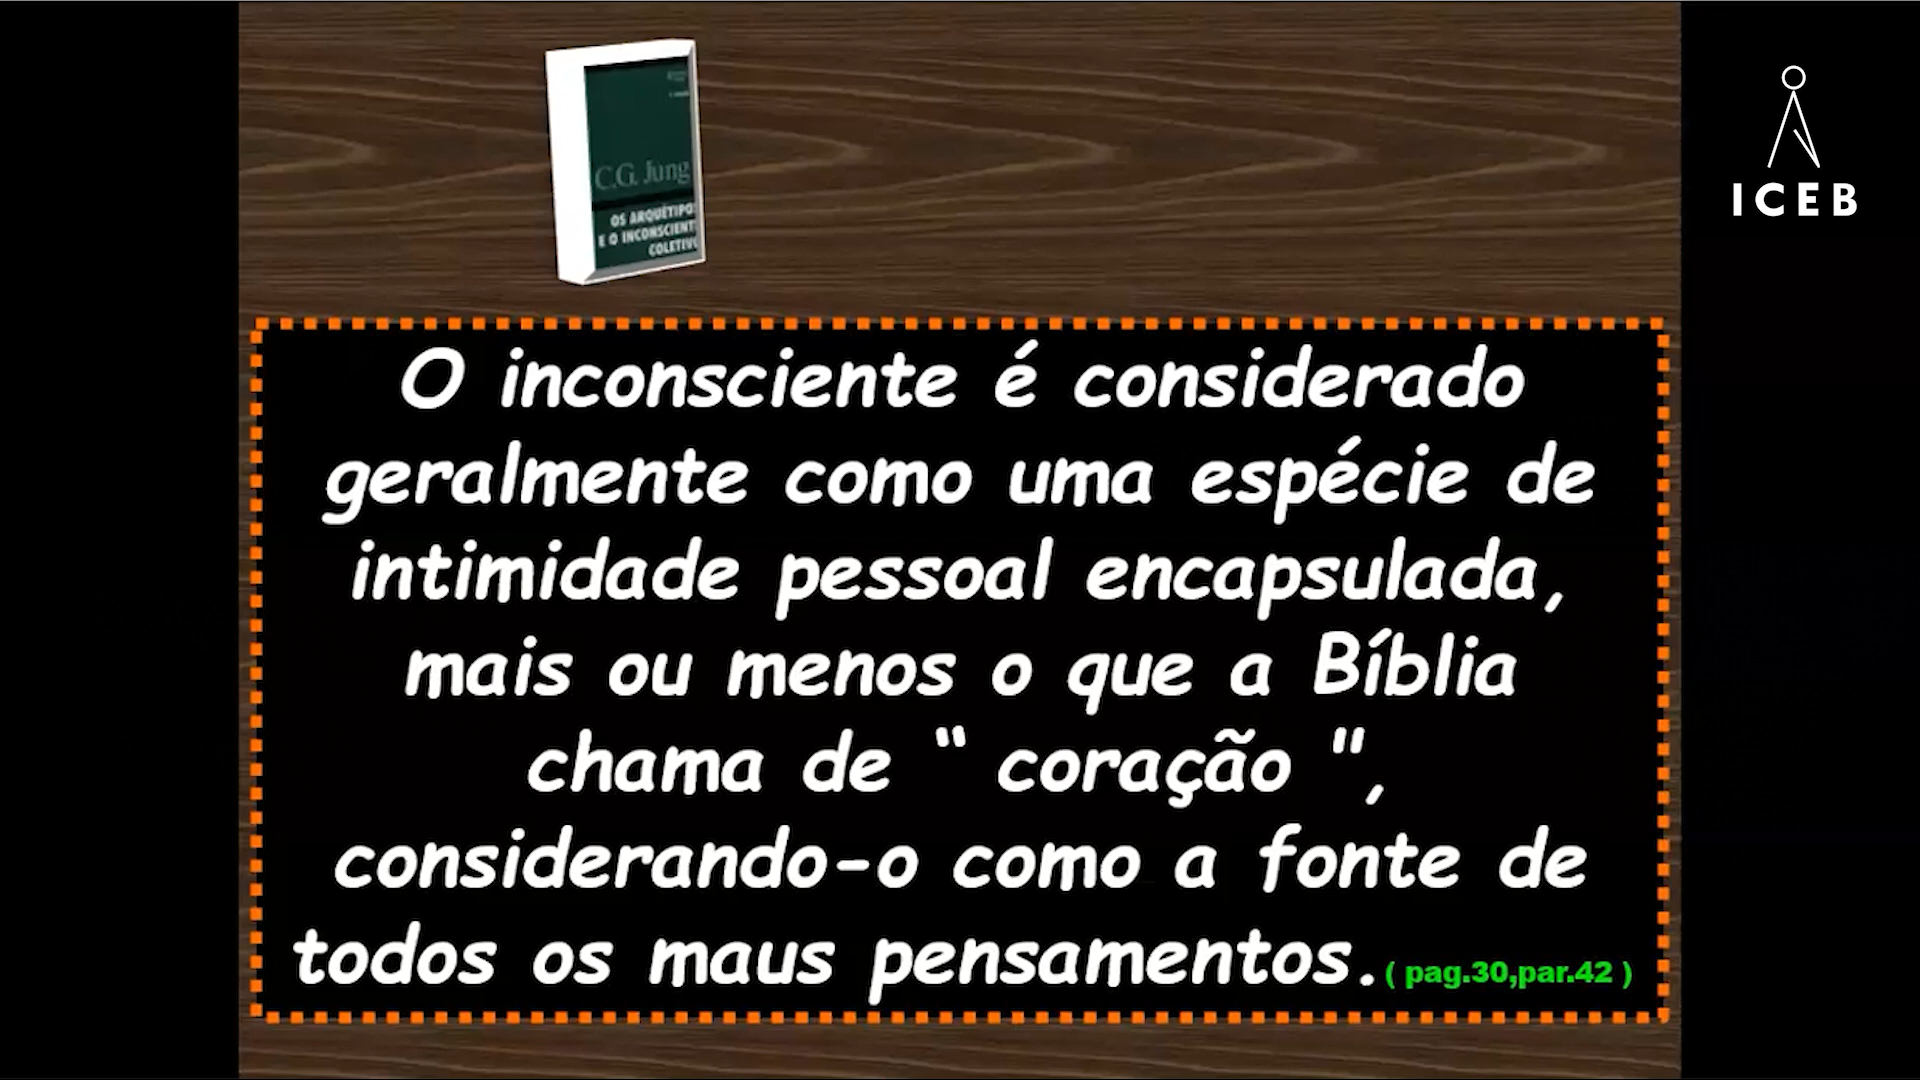 C.G. Jung
OS ARQUÉTIPOS
E O INCONSCIENTE
COLETIVO
ICEB
O inconsciente é considerado
geralmente como uma espécie de
intimidade pessoal encapsulada,
mais ou menos o que a Bíblia
chama de “ coração ",
considerando-o como a fonte de
todos os maus pensamentos.( pag.30,par.42 )